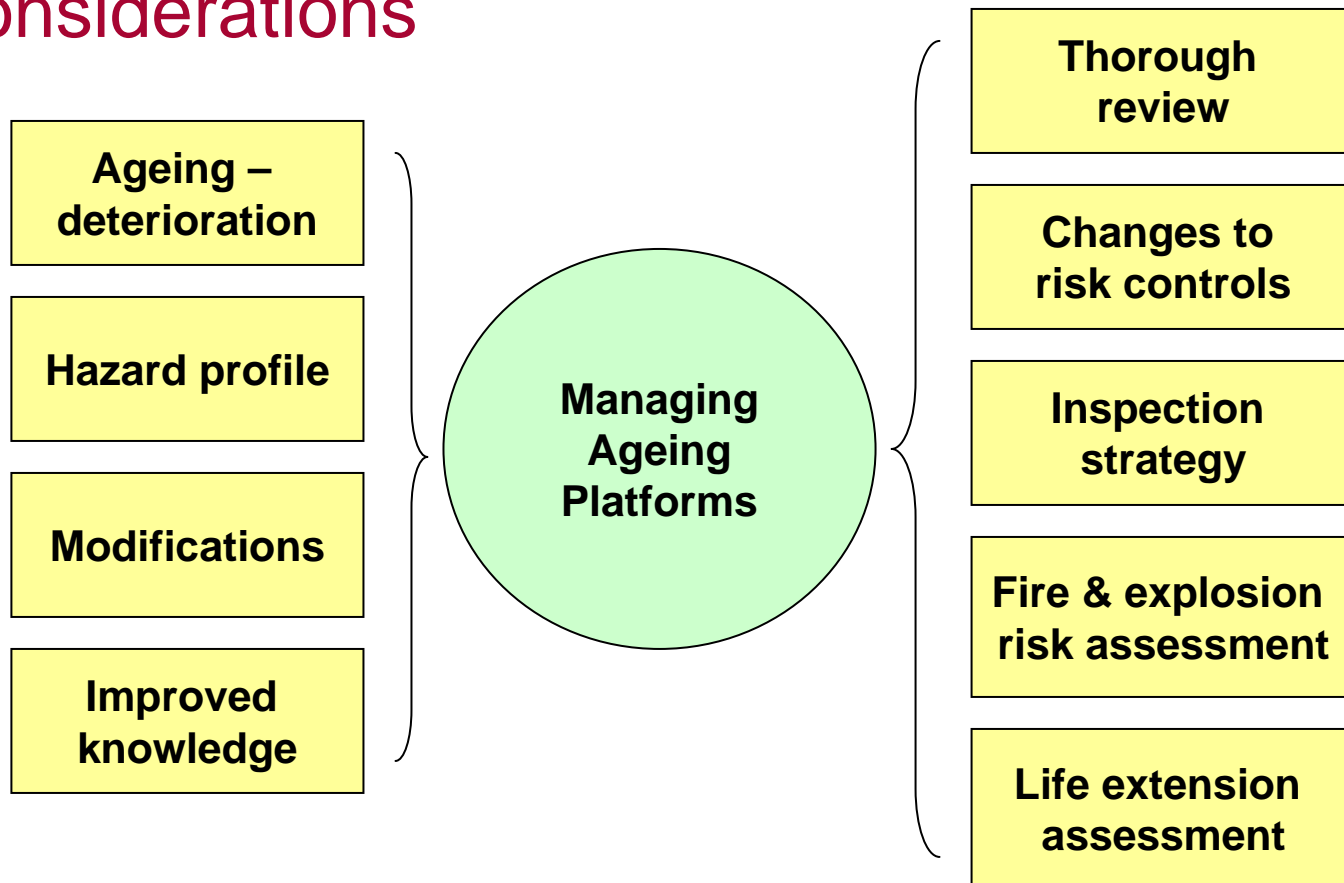 onsiderations
Ageing –
deterioration
Hazard profile
Modifications
Improved
knowledge
Managing
Ageing
Platforms
Thorough
review
Changes to
risk controls
Inspection
strategy
Fire & explosion
risk assessment
Life extension
assessment